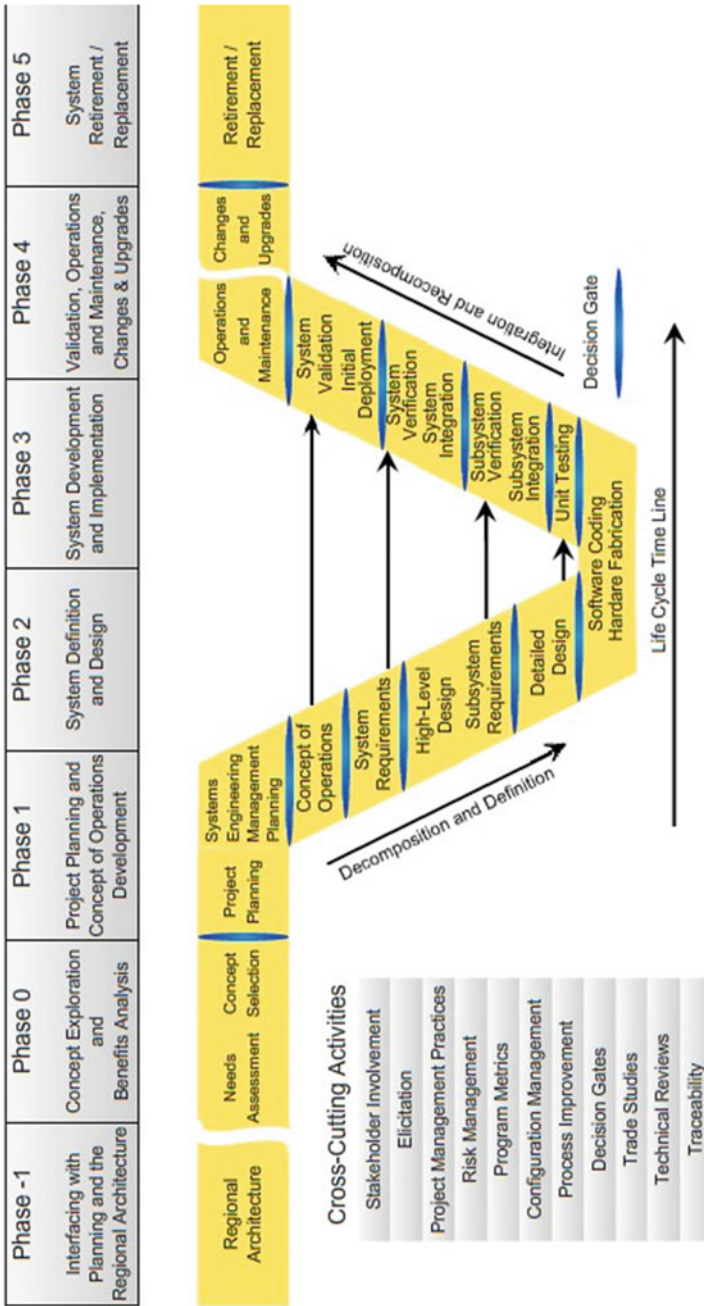 Phase -1
Interfacing with
Planning and the
Regional Architecture
Phase 0
Concept Exploration
and
Benefits Analysis
Phase 1
Project Planning and
Concept of Operations
Development
Phase 2
System Definition
and Design
Phase 3
System Development
and Implementation
Phase 4
Validation, Operations
and Maintenance,
Changes & Upgrades
Phase 5
System
Retirement /
Replacement
Regional
Architecture
Needs
Assessment
Concept
Selection
Project
Planning
Systems
Engineering
Management
Planning
Concept of
Operations
System
Requirements
High-Level
Design
Subsystem
Requirements
Detailed
Design
Software Coding
Hardare Fabrication
Unit Testing
Subsystem
Integration
Subsystem
Verification
System
Integration
System
Verification
Initial
Deployment
System
Validation
Operations
and
Maintenance
Changes
and
Upgrades
Retirement/
Replacement
Decomposition and Definition
Integration and Recomposition
Decision Gate
Life Cycle Time Line
Cross-Cutting Activities
Stakeholder Involvement
Elicitation
Project Management Practices
Risk Management
Program Metrics
Configuration Management
Process Improvement
Decision Gates
Trade Studies
Technical Reviews
Traceability